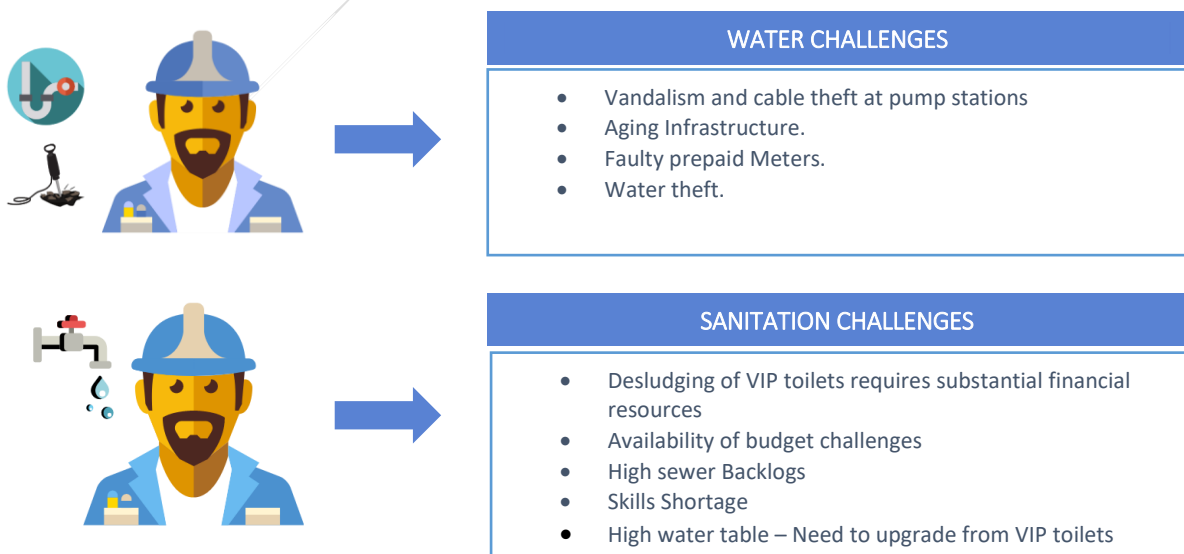 WATER CHALLENGES
• Vandalism and cable theft at pump stations
• Aging Infrastructure.
• Faulty prepaid Meters.
• Water theft.
SANITATION CHALLENGES
• Desludging of VIP toilets requires substantial financial
resources
• Availability of budget challenges
• High sewer Backlogs
• Skills Shortage
• High water table – Need to upgrade from VIP toilets